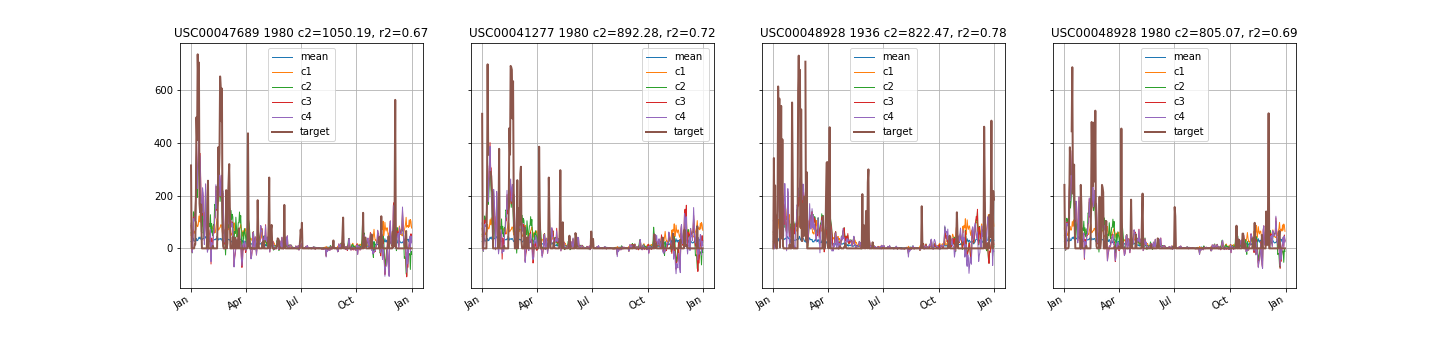 USC00047689 1980 c2=1050.19, r2=0.67
mean
c1
c2
c3
c4
target
600
400
200
0
Jan
Apr
Jul
Oct
Jan
USC00041277 1980 c2=892.28, r2=0.72
mean
c1
c2
c3
c4
target
Jan
Apr
Jul
Oct
Jan
USC00048928 1936 c2=822.47, r2=0.78
mean
c1
c2
c3
c4
target
Jan
Apr
Jul
Oct
Jan
USC00048928 1980 c2=805.07, r2=0.69
mean
c1
c2
c3
c4
target
Jan
Apr
Jul
Oct
Jan